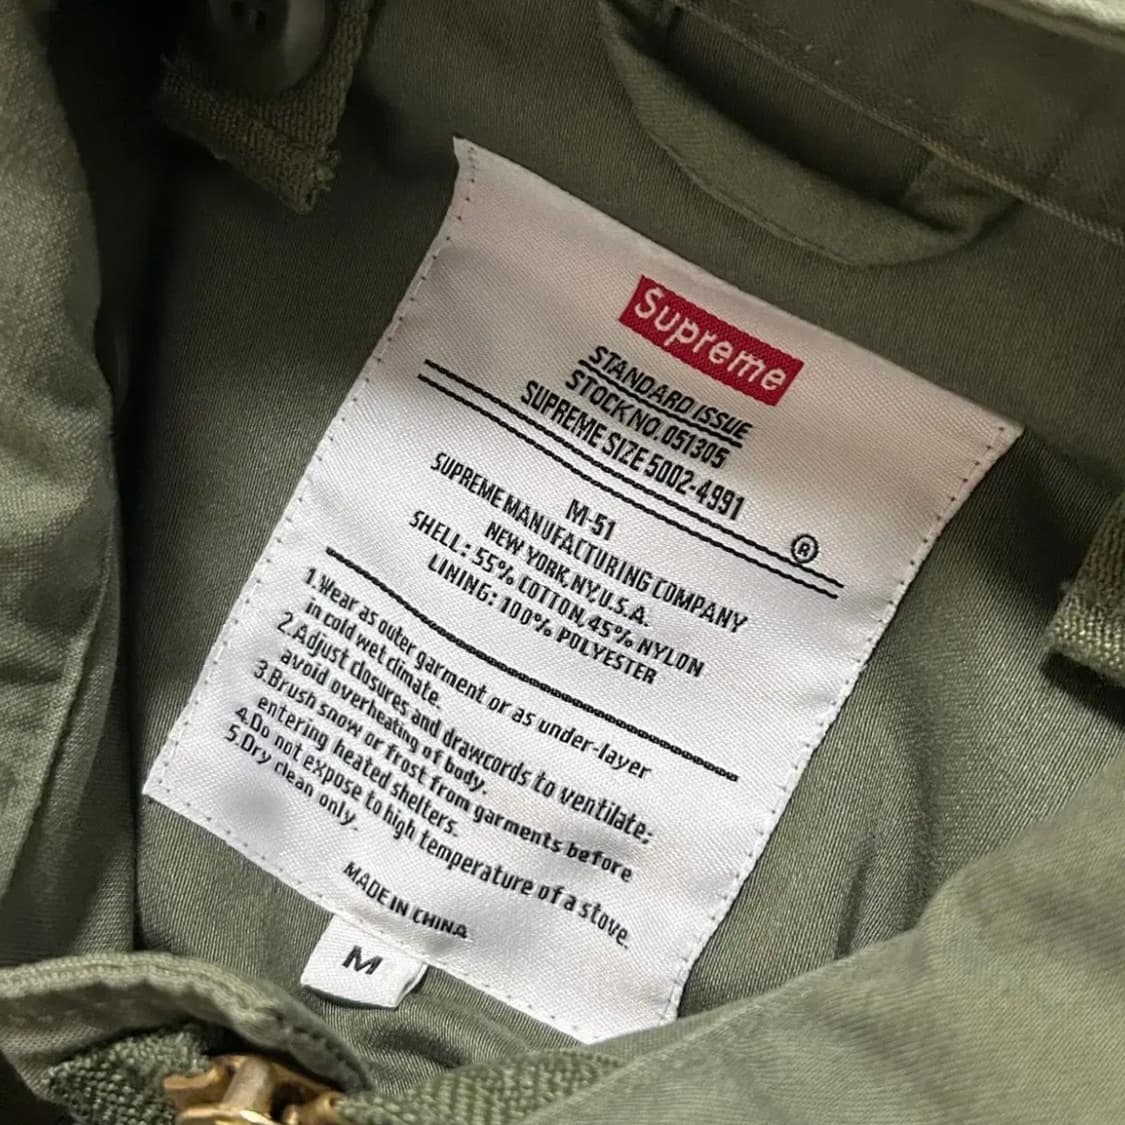 Supreme
STANDARD ISSUE
STOCK NO. 051305
SUPREME SIZE 5002-4991
®
M-51
SUPREME MANUFACTURING COMPANY
NEW YORK, NY, U.S.A.
SHELL: 55% COTTON, 45% NYLON
LINING: 100% POLYESTER
1.Wear as outer garment or as under-layer
in cold wet climate.
2.Adjust closures and drawcords to ventilate;
avoid overheating of body.
3.Brush snow or frost from garments before
entering heated shelters.
4.Do not expose to high temperature of a stove.
5.Dry clean only.
MADE IN CHINA
M